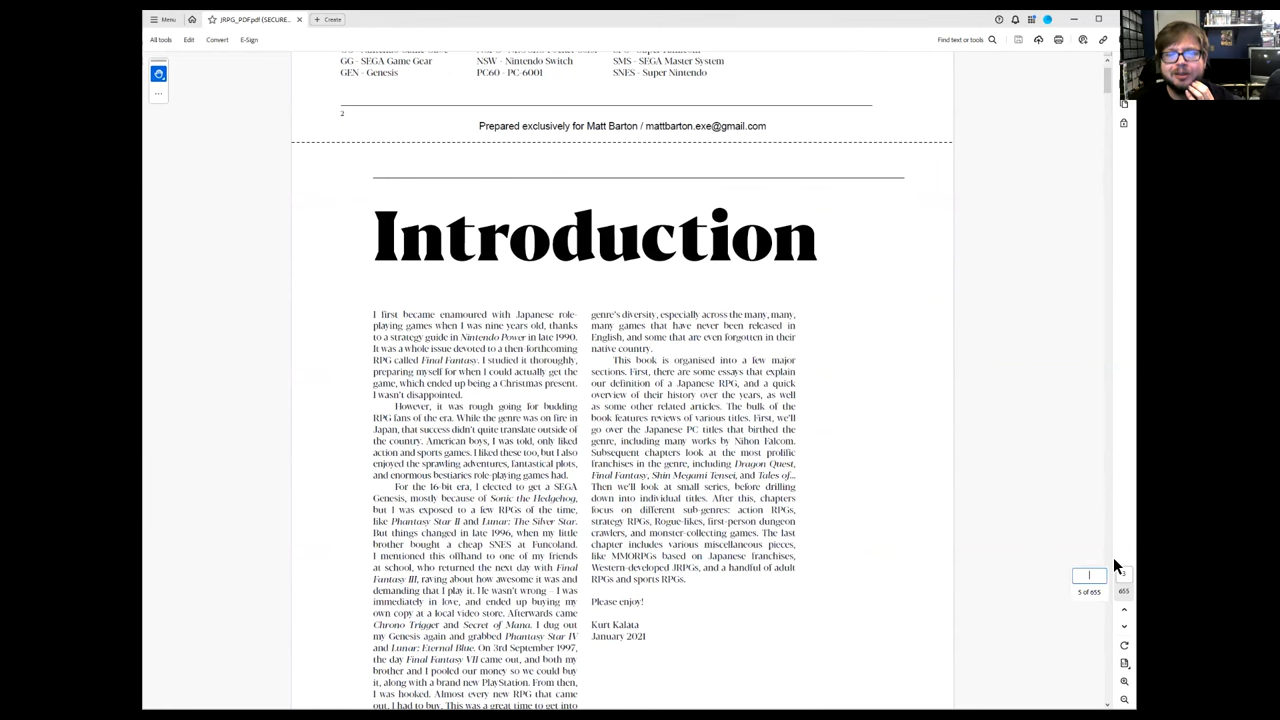 Menu
JRPG_PDF.pdf (SECURE...
Create
All tools
Edit
Convert
E-Sign
Find text or tools
GG - SEGA Game Gear
NSW - Nintendo Switch
SMS - SEGA Master System
GEN - Genesis
PC60 - PC-6001
SNES - Super Nintendo
2
Prepared exclusively for Matt Barton / mattbarton.exe@gmail.com
Introduction
I first became enamoured with Japanese role-
playing games when I was nine years old, thanks
to a strategy guide in Nintendo Power in late 1990.
It was a whole issue devoted to a then-forthcoming
RPG called Final Fantasy. I studied it thoroughly,
preparing myself for when I could actually get the
game, which ended up being a Christmas present.
I wasn't disappointed.
However, it was rough going for budding
RPG fans of the era. While the genre was on fire in
Japan, that success didn't quite translate outside of
the country. American boys, I was told, only liked
action and sports games. I liked these too, but I also
enjoyed the sprawling adventures, fantastical plots,
and enormous bestiaries role-playing games had.
For the 16-bit era, I elected to get a SEGA
Genesis, mostly because of Sonic the Hedgehog,
but I was exposed to a few RPGs of the time,
like Phantasy Star II and Lunar: The Silver Star.
But things changed in late 1996, when my little
brother bought a cheap SNES at Funcoland.
I mentioned this offhand to one of my friends
at school, who returned the next day with Final
Fantasy III, raving about how awesome it was and
demanding that I play it. He wasn't wrong – I was
immediately in love, and ended up buying my
own copy at a local video store. Afterwards came
Chrono Trigger and Secret of Mana. I dug out
my Genesis again and grabbed Phantasy Star IV
and Lunar: Eternal Blue. On 3rd September 1997,
the day Final Fantasy VII came out, and both my
brother and I pooled our money so we could buy
it, along with a brand new PlayStation. From then,
I was hooked. Almost every new RPG that came
out, I had to buy. This was a great time to get into
genre's diversity, especially across the many, many,
many games that have never been released in
English, and some that are even forgotten in their
native country.
This book is organised into a few major
sections. First, there are some essays that explain
our definition of a Japanese RPG, and a quick
overview of their history over the years, as well
as some other related articles. The bulk of the
book features reviews of various titles. First, we'll
go over the Japanese PC titles that birthed the
genre, including many works by Nihon Falcom.
Subsequent chapters look at the most prolific
franchises in the genre, including Dragon Quest,
Final Fantasy, Shin Megami Tensei, and Tales of...
Then we'll look at small series, before drilling
down into individual titles. After this, chapters
focus on different sub-genres: action RPGs,
strategy RPGs, Rogue-likes, first-person dungeon
crawlers, and monster-collecting games. The last
chapter includes various miscellaneous pieces,
like MMORPGs based on Japanese franchises,
Western-developed JRPGs, and a handful of adult
RPGs and sports RPGs.
Please enjoy!
Kurt Kalata
January 2021
5 of 655
3
655